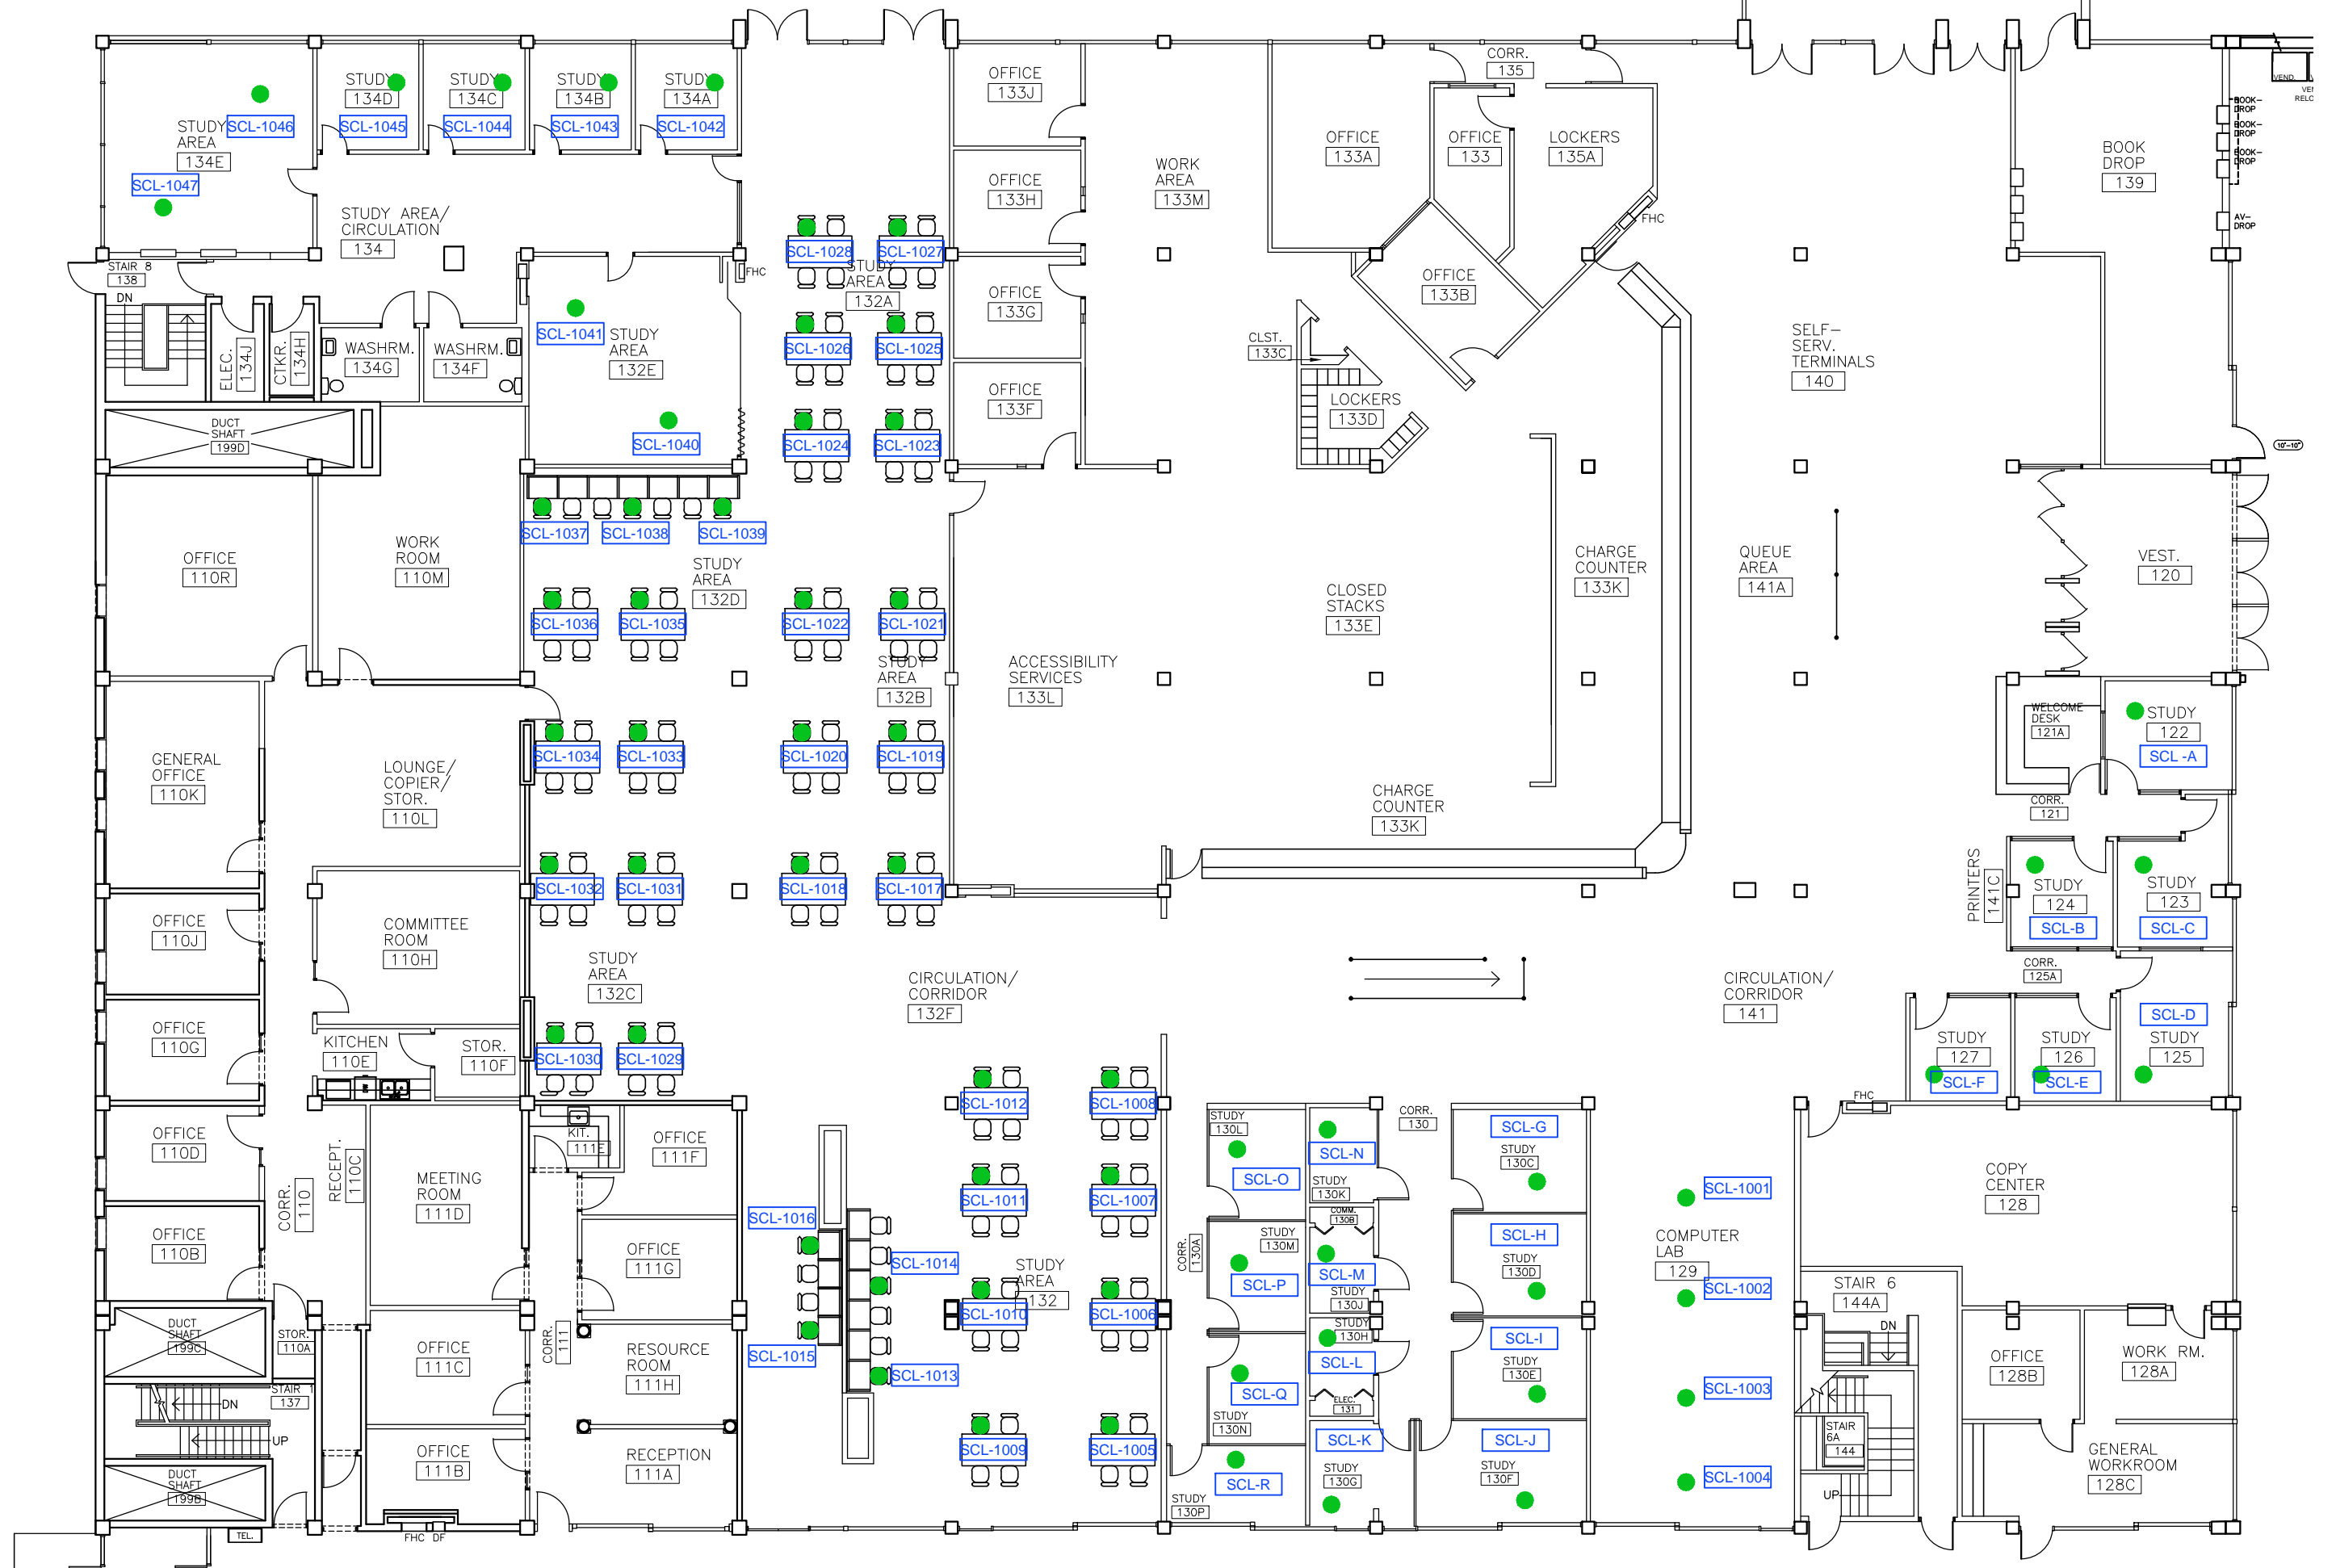 STUDY
134D
SCL-1045
STUDY
134C
SCL-1044
STUDY
134B
SCL-1043
STUDY
134A
SCL-1042
SCL-1046
STUDY
AREA
134E
SCL-1047
STUDY AREA/
CIRCULATION
134
STAIR 8
138
DN
ELEC.
134J
CTKR.
134H
WASHRM.
134G
WASHRM.
134F
FHC
SCL-1041
STUDY
AREA
132E
SCL-1040
DUCT
SHAFT
199D
SCL-1028
SCL-1027
STUDY
AREA
132A
SCL-1026
SCL-1025
SCL-1024
SCL-1023
OFFICE
133J
OFFICE
133H
OFFICE
133G
OFFICE
133F
WORK
AREA
133M
OFFICE
133A
OFFICE
133
CORR.
135
LOCKERS
135A
FHC
OFFICE
133B
CLST.
133C
LOCKERS
133D
SELF-
SERV.
TERMINALS
140
BOOK
DROP
139
VEND.
BOOK-
DROP
BOOK-
DROP
BOOK-
DROP
AV-
DROP
10'-10"
SCL-1037
SCL-1038
SCL-1039
OFFICE
110R
WORK
ROOM
110M
STUDY
AREA
132D
SCL-1036
SCL-1035
SCL-1022
SCL-1021
STUDY
AREA
132B
ACCESSIBILITY
SERVICES
133L
CLOSED
STACKS
133E
CHARGE
COUNTER
133K
QUEUE
AREA
141A
VEST.
120
WELCOME
DESK
121A
STUDY
122
SCL -A
GENERAL
OFFICE
110K
LOUNGE/
COPIER/
STOR.
110L
SCL-1034
SCL-1033
SCL-1020
SCL-1019
CHARGE
COUNTER
133K
CORR.
121
SCL-1032
SCL-1031
SCL-1018
SCL-1017
PRINTERS
141C
STUDY
124
SCL-B
STUDY
123
SCL-C
OFFICE
110J
COMMITTEE
ROOM
110H
STUDY
AREA
132C
CIRCULATION/
CORRIDOR
132F
CIRCULATION/
CORRIDOR
141
CORR.
125A
SCL-D
STUDY
125
STUDY
127
SCL-F
STUDY
126
SCL-E
OFFICE
110G
KITCHEN
110E
STOR.
110F
SCL-1030
SCL-1029
SCL-1012
SCL-1008
FHC
OFFICE
110D
RECEPT.
110C
CORR.
110
MEETING
ROOM
111D
KIT.
111E
OFFICE
111F
STUDY
130L
SCL-O
SCL-N
STUDY
130K
CORR.
130
SCL-G
STUDY
130C
SCL-1001
COPY
CENTER
128
OFFICE
110B
SCL-1016
SCL-1011
SCL-1007
CORR.
130A
STUDY
130M
SCL-P
COMM.
130B
SCL-M
STUDY
130J
SCL-H
STUDY
130D
COMPUTER
LAB
129
SCL-1002
OFFICE
111G
SCL-1014
STUDY
AREA
132
SCL-1010
SCL-1006
STAIR 6
144A
DN
DUCT
SHAFT
199C
STOR.
110A
OFFICE
111C
CORR.
111
RESOURCE
ROOM
111H
SCL-1015
SCL-1013
STUDY
130H
SCL-L
SCL-Q
STUDY
130N
ELEC.
131
SCL-I
STUDY
130E
SCL-1003
OFFICE
128B
WORK RM.
128A
STAIR 1
137
DN
UP
OFFICE
111B
RECEPTION
111A
SCL-1009
SCL-1005
SCL-R
STUDY
130P
SCL-K
STUDY
130G
SCL-J
STUDY
130F
SCL-1004
STAIR
6A
144
UP
GENERAL
WORKROOM
128C
DUCT
SHAFT
199B
TEL.
FHC DF